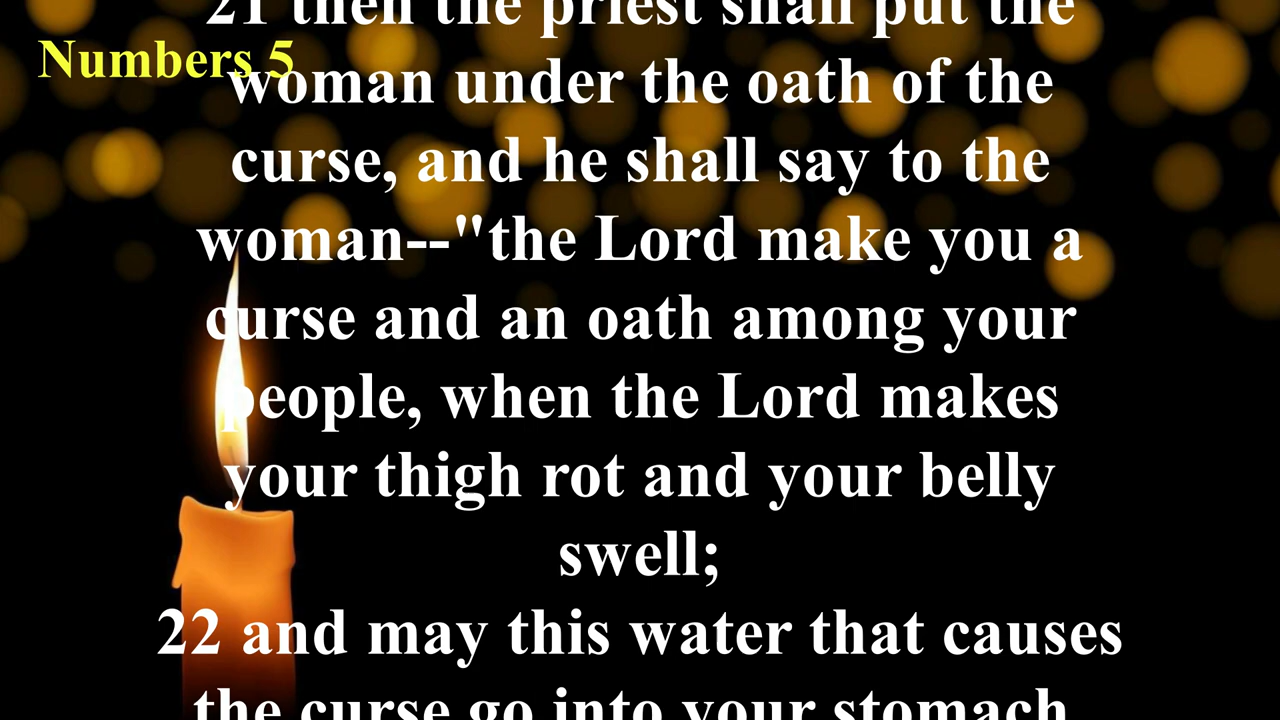 21 then the priest shall put the
Numbers 5
woman under the oath of the
curse, and he shall say to the
woman--"the Lord make you a
curse and an oath among your
people, when the Lord makes
your thigh rot and your belly
swell;
22 and may this water that causes
the curse go into your stomach,